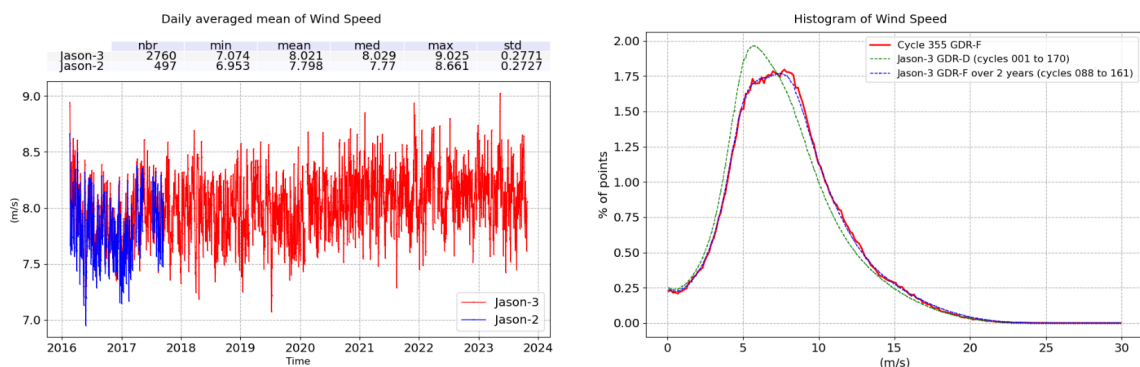 Daily averaged mean of Wind Speed
nbr min mean med max std
Jason-3 2760 7.074 8.021 8.029 9.025 0.2771
Jason-2 497 6.953 7.798 7.77 8.661 0.2727
9.0
8.5
8.0
7.5
7.0
(m/s)
Jason-3
Jason-2
2016 2017 2018 2019 2020 2021 2022 2023 2024
Time
Histogram of Wind Speed
2.00
1.75
1.50
1.25
1.00
0.75
0.50
0.25
0.00
% of points
Cycle 355 GDR-F
Jason-3 GDR-D (cycles 001 to 170)
Jason-3 GDR-F over 2 years (cycles 088 to 161)
0 5 10 15 20 25 30
(m/s)